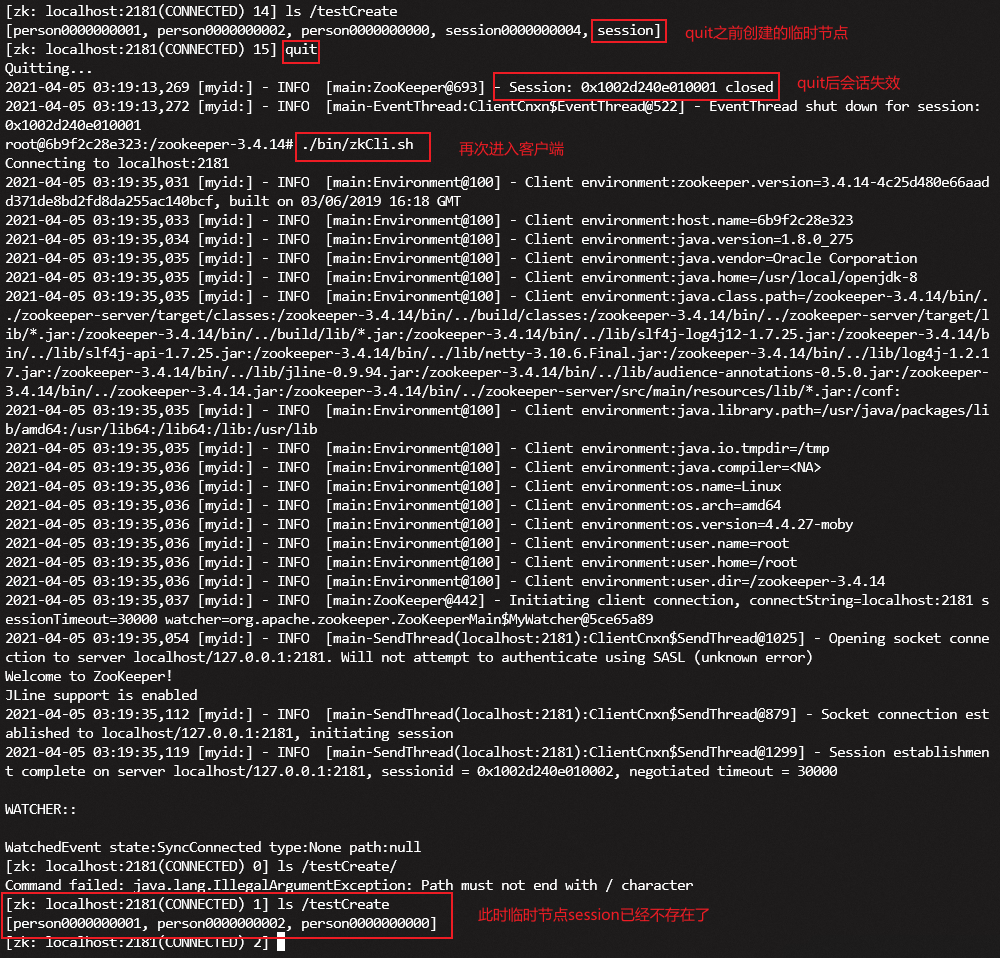 [zk: localhost:2181(CONNECTED) 14] ls /testCreate
[person0000000001, person0000000002, person0000000000, session0000000004, session]
quit之前创建的临时节点
[zk: localhost:2181(CONNECTED) 15] quit
Quitting...
2021-04-05 03:19:13,269 [myid:] - INFO  [main:ZooKeeper@693] - Session: 0x1002d240e010001 closed
quit后会话失效
2021-04-05 03:19:13,272 [myid:] - INFO  [main-EventThread:ClientCnxn$EventThread@522] - EventThread shut down for session:
0x1002d240e010001
root@6b9f2c28e323:/zookeeper-3.4.14# ./bin/zkCli.sh
再次进入客户端
Connecting to localhost:2181
2021-04-05 03:19:35,031 [myid:] - INFO  [main:Environment@100] - Client environment:zookeeper.version=3.4.14-4c25d480e66aad
d371de8bd2fd8da255ac140bcf, built on 03/06/2019 16:18 GMT
2021-04-05 03:19:35,033 [myid:] - INFO  [main:Environment@100] - Client environment:host.name=6b9f2c28e323
2021-04-05 03:19:35,034 [myid:] - INFO  [main:Environment@100] - Client environment:java.version=1.8.0_275
2021-04-05 03:19:35,035 [myid:] - INFO  [main:Environment@100] - Client environment:java.vendor=Oracle Corporation
2021-04-05 03:19:35,035 [myid:] - INFO  [main:Environment@100] - Client environment:java.home=/usr/local/openjdk-8
2021-04-05 03:19:35,035 [myid:] - INFO  [main:Environment@100] - Client environment:java.class.path=/zookeeper-3.4.14/bin/.
./zookeeper-server/target/classes:/zookeeper-3.4.14/bin/../build/classes:/zookeeper-3.4.14/bin/../zookeeper-server/target/l
ib/*.jar:/zookeeper-3.4.14/bin/../build/lib/*.jar:/zookeeper-3.4.14/bin/../lib/slf4j-log4j12-1.7.25.jar:/zookeeper-3.4.14/b
in/../lib/slf4j-api-1.7.25.jar:/zookeeper-3.4.14/bin/../lib/netty-3.10.6.Final.jar:/zookeeper-3.4.14/bin/../lib/log4j-1.2.1
7.jar:/zookeeper-3.4.14/bin/../lib/jline-0.9.94.jar:/zookeeper-3.4.14/bin/../lib/audience-annotations-0.5.0.jar:/zookeeper-
3.4.14/bin/../zookeeper-3.4.14.jar:/zookeeper-3.4.14/bin/../zookeeper-server/src/main/resources/lib/*.jar:/conf:
2021-04-05 03:19:35,035 [myid:] - INFO  [main:Environment@100] - Client environment:java.library.path=/usr/java/packages/li
b/amd64:/usr/lib64:/lib64:/lib:/usr/lib
2021-04-05 03:19:35,035 [myid:] - INFO  [main:Environment@100] - Client environment:java.io.tmpdir=/tmp
2021-04-05 03:19:35,036 [myid:] - INFO  [main:Environment@100] - Client environment:java.compiler=<NA>
2021-04-05 03:19:35,036 [myid:] - INFO  [main:Environment@100] - Client environment:os.name=Linux
2021-04-05 03:19:35,036 [myid:] - INFO  [main:Environment@100] - Client environment:os.arch=amd64
2021-04-05 03:19:35,036 [myid:] - INFO  [main:Environment@100] - Client environment:os.version=4.4.27-moby
2021-04-05 03:19:35,036 [myid:] - INFO  [main:Environment@100] - Client environment:user.name=root
2021-04-05 03:19:35,036 [myid:] - INFO  [main:Environment@100] - Client environment:user.home=/root
2021-04-05 03:19:35,036 [myid:] - INFO  [main:Environment@100] - Client environment:user.dir=/zookeeper-3.4.14
2021-04-05 03:19:35,037 [myid:] - INFO  [main:ZooKeeper@442] - Initiating client connection, connectString=localhost:2181 s
essionTimeout=30000 watcher=org.apache.zookeeper.ZooKeeperMain$MyWatcher@5ce65a89
2021-04-05 03:19:35,054 [myid:] - INFO  [main-SendThread(localhost:2181):ClientCnxn$SendThread@1025] - Opening socket conne
ction to server localhost/127.0.0.1:2181. Will not attempt to authenticate using SASL (unknown error)
Welcome to ZooKeeper!
JLine support is enabled
2021-04-05 03:19:35,112 [myid:] - INFO  [main-SendThread(localhost:2181):ClientCnxn$SendThread@879] - Socket connection est
ablished to localhost/127.0.0.1:2181, initiating session
2021-04-05 03:19:35,119 [myid:] - INFO  [main-SendThread(localhost:2181):ClientCnxn$SendThread@1299] - Session establishmen
t complete on server localhost/127.0.0.1:2181, sessionid = 0x1002d240e010002, negotiated timeout = 30000
WATCHER::
WatchedEvent state:SyncConnected type:None path:null
[zk: localhost:2181(CONNECTED) 0] ls /testCreate/
Command failed: java.lang.IllegalArgumentException: Path must not end with / character
[zk: localhost:2181(CONNECTED) 1] ls /testCreate
[person0000000001, person0000000002, person0000000000]
此时临时节点session已经不存在了
[zk: localhost:2181(CONNECTED) 2]